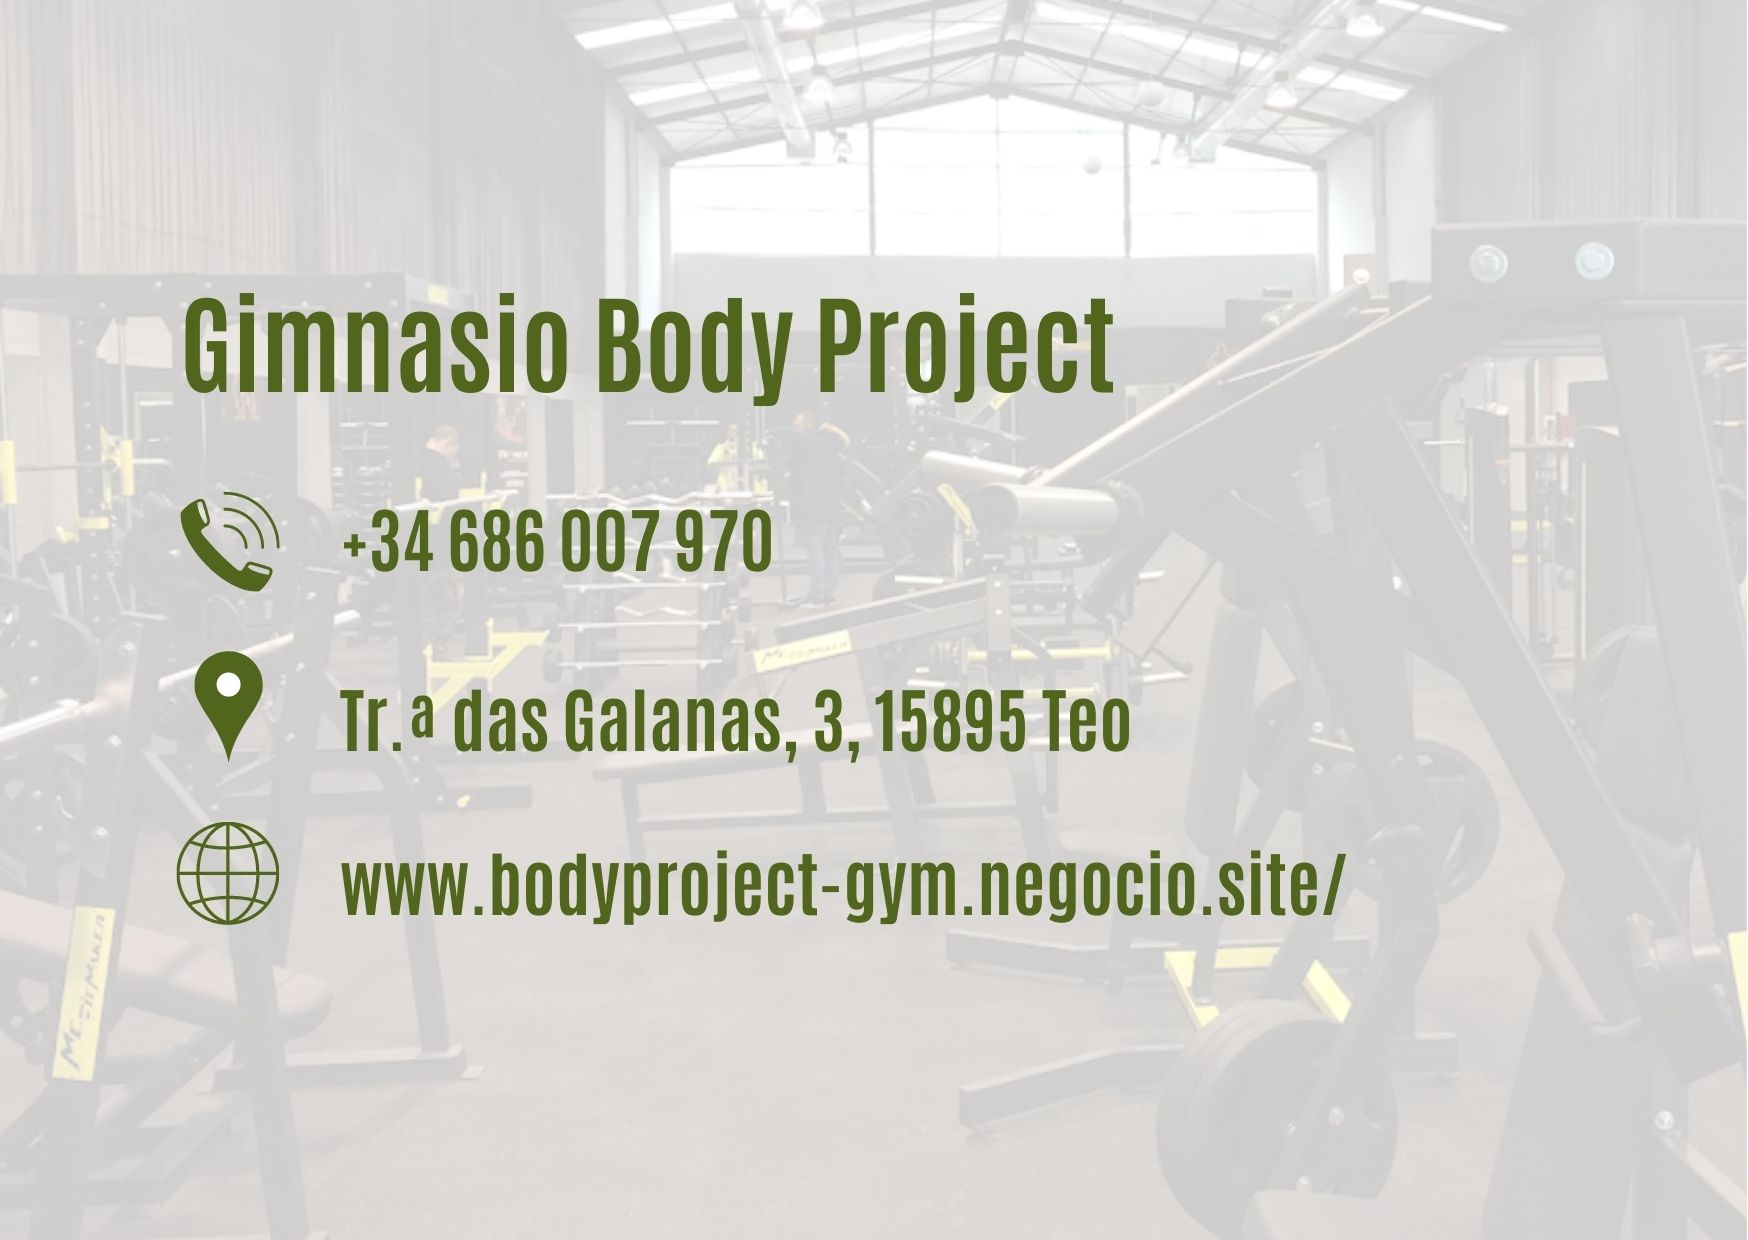 Gimnasio Body Project
+34 686 007 970
Tr.ª das Galanas, 3, 15895 Teo
www.bodyproject-gym.negocio.site/